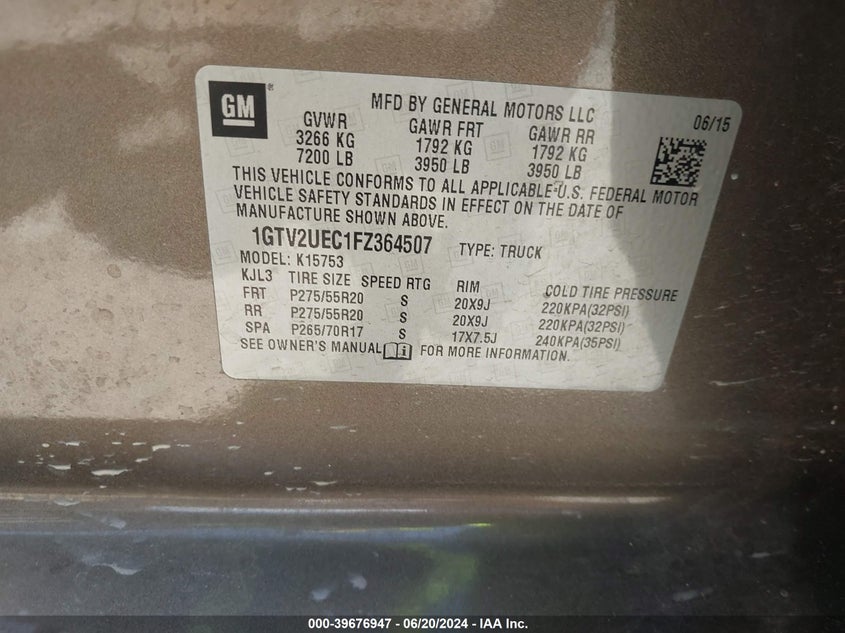 GM
MFD BY GENERAL MOTORS LLC
06/15
GVWR GAWR FRT GAWR RR
3266 KG 1792 KG 1792 KG
7200 LB 3950 LB 3950 LB
THIS VEHICLE CONFORMS TO ALL APPLICABLE U.S. FEDERAL MOTOR
VEHICLE SAFETY STANDARDS IN EFFECT ON THE DATE OF
MANUFACTURE SHOWN ABOVE.
1GTV2UEC1FZ364507 TYPE: TRUCK
MODEL: K15753
KJL3 TIRE SIZE SPEED RTG RIM COLD TIRE PRESSURE
FRT P275/55R20 S 20X9J 220KPA(32PSI)
RR P275/55R20 S 20X9J 220KPA(32PSI)
SPA P265/70R17 S 17X7.5J 240KPA(35PSI)
SEE OWNER'S MANUAL FOR MORE INFORMATION.
000-39676947 - 06/20/2024 - IAA Inc.